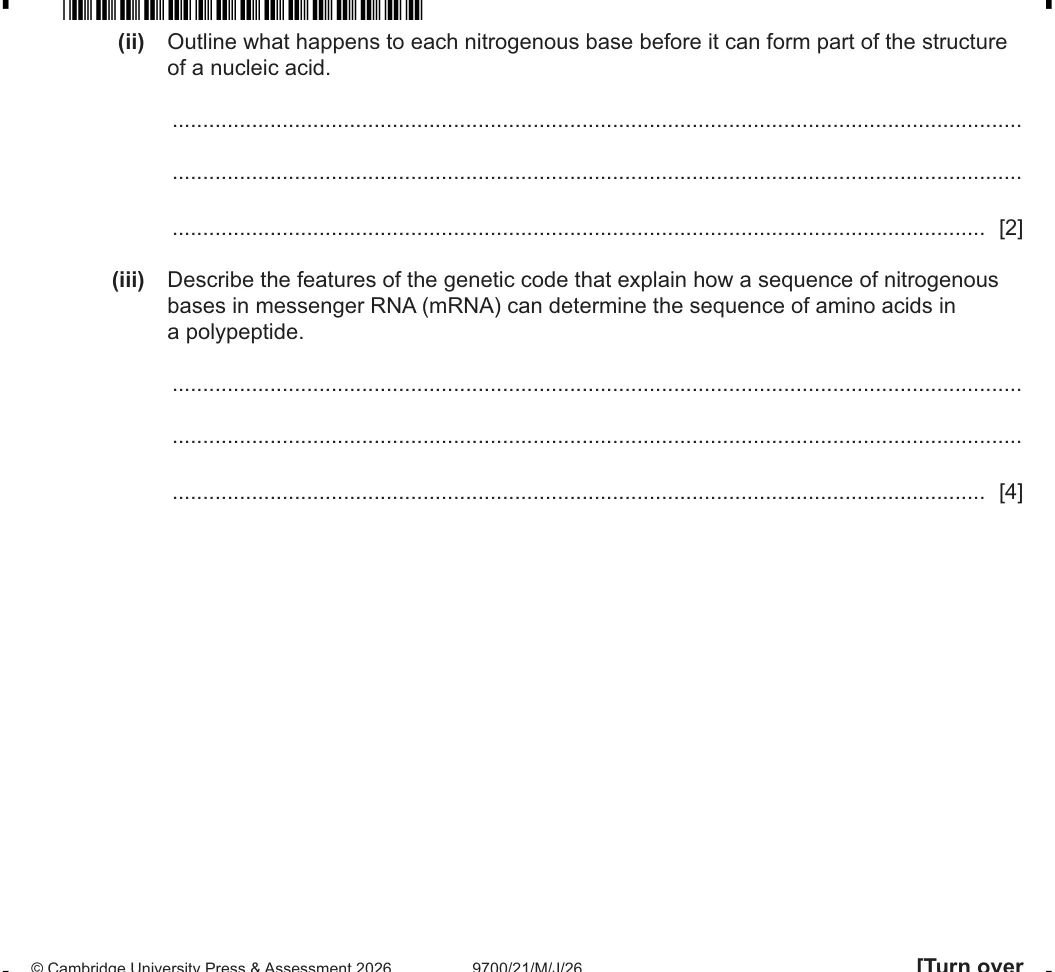 (ii) Outline what happens to each nitrogenous base before it can form part of the structure
of a nucleic acid.
..........................................................................................................................................
..........................................................................................................................................
.................................................................................................................................... [2]
(iii) Describe the features of the genetic code that explain how a sequence of nitrogenous
bases in messenger RNA (mRNA) can determine the sequence of amino acids in
a polypeptide.
..........................................................................................................................................
..........................................................................................................................................
.................................................................................................................................... [4]
© Cambridge University Press & Assessment 2026 9700/21/M/J/26 [Turn over